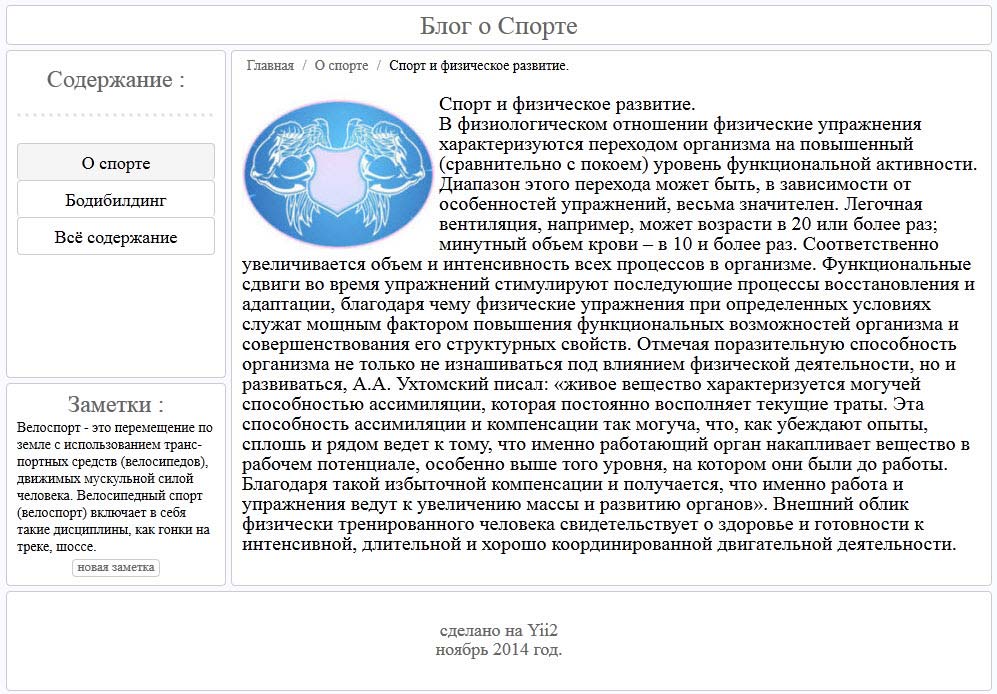 Блог о Спорте
Содержание :
О спорте
Бодибилдинг
Всё содержание
Заметки :
Велоспорт - это перемещение по
земле с использованием транс-
портных средств (велосипедов),
движимых мускульной силой
человека. Велосипедный спорт
(велоспорт) включает в себя
такие дисциплины, как гонки на
треке, шоссе.
новая заметка
Главная / О спорте / Спорт и физическое развитие.
Спорт и физическое развитие.
В физиологическом отношении физические упражнения
характеризуются переходом организма на повышенный
(сравнительно с покоем) уровень функциональной активности.
Диапазон этого перехода может быть, в зависимости от
особенностей упражнений, весьма значителен. Легочная
вентиляция, например, может возрасти в 20 или более раз;
минутный объем крови – в 10 и более раз. Соответственно
увеличивается объем и интенсивность всех процессов в организме. Функциональные
сдвиги во время упражнений стимулируют последующие процессы восстановления и
адаптации, благодаря чему физические упражнения при определенных условиях
служат мощным фактором повышения функциональных возможностей организма и
совершенствования его структурных свойств. Отмечая поразительную способность
организма не только не изнашиваться под влиянием физической деятельности, но и
развиваться, А.А. Ухтомский писал: «живое вещество характеризуется могучей
способностью ассимиляции, которая постоянно восполняет текущие траты. Эта
способность ассимиляции и компенсации так могуча, что, как убеждают опыты,
сплошь и рядом ведет к тому, что именно работающий орган накапливает вещество в
рабочем потенциале, особенно выше того уровня, на котором они были до работы.
Благодаря такой избыточной компенсации и получается, что именно работа и
упражнения ведут к увеличению массы и развитию органов». Внешний облик
физически тренированного человека свидетельствует о здоровье и готовности к
интенсивной, длительной и хорошо координированной двигательной деятельности.
сделано на Yii2
ноябрь 2014 год.